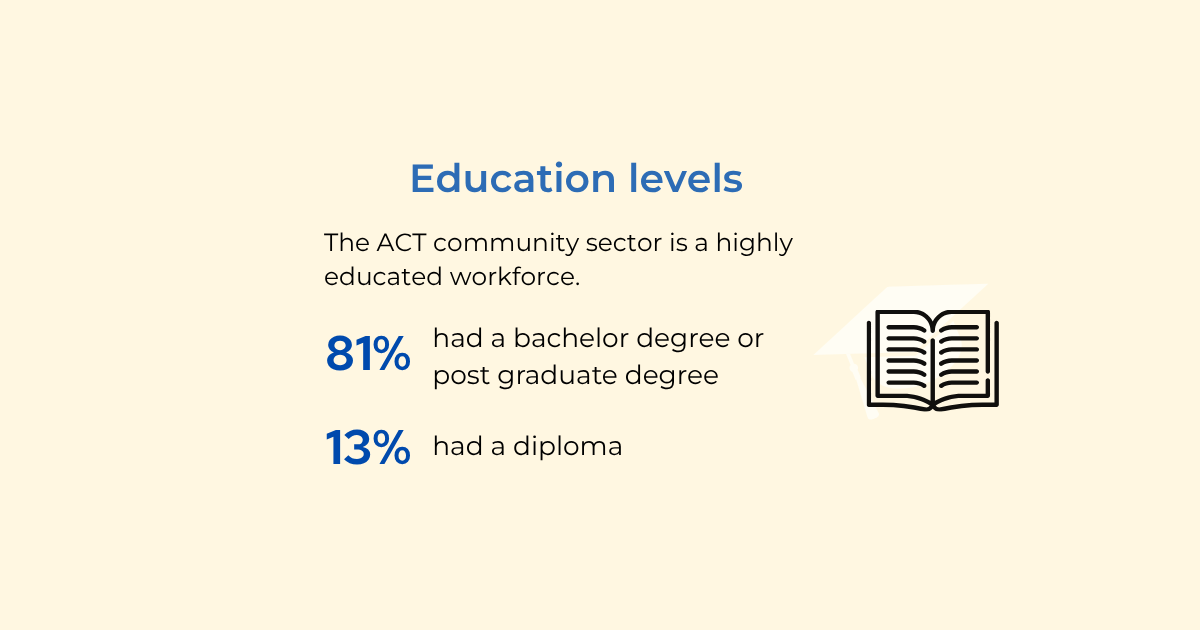 Education levels
The ACT community sector is a highly
educated workforce.
81% had a bachelor degree or
post graduate degree
13% had a diploma